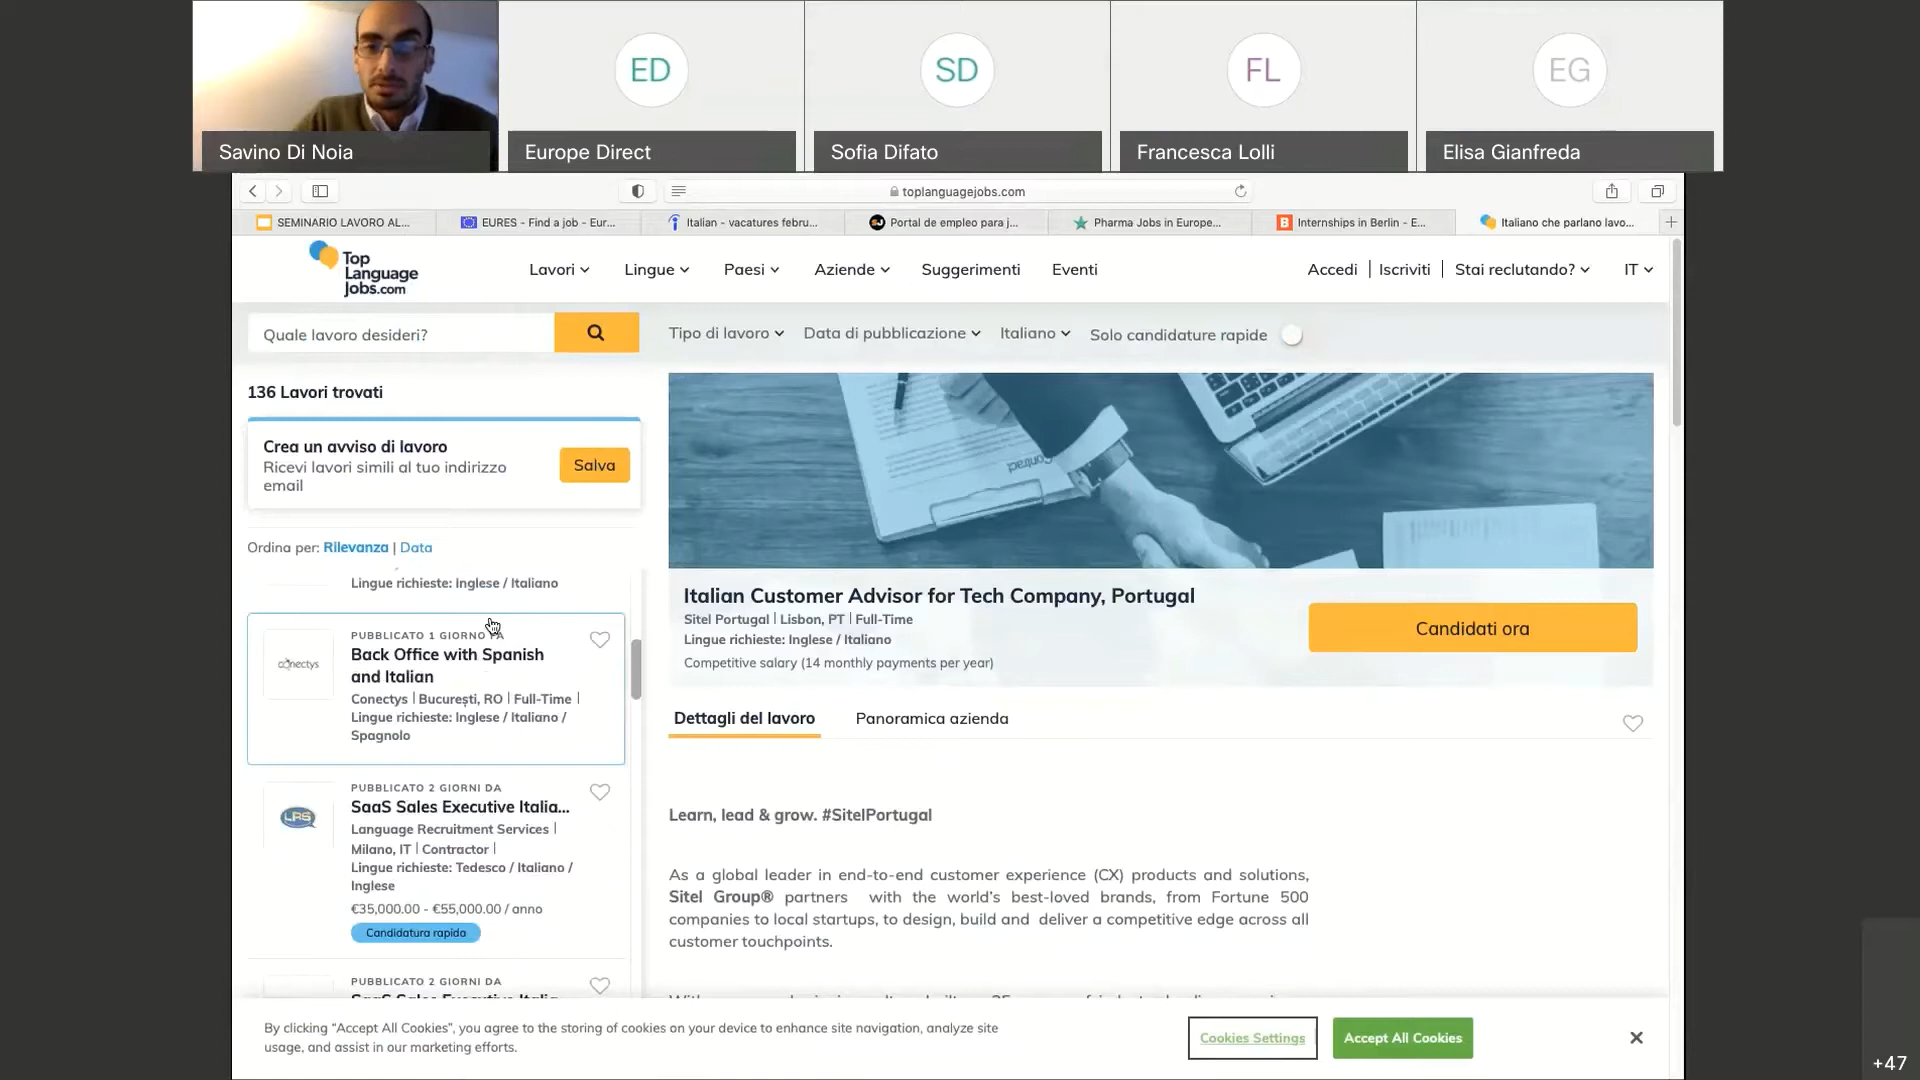 ED
SD
FL
EG
Savino Di Noia
Europe Direct
Sofia Difato
Francesca Lolli
Elisa Gianfreda
toplanguagejobs.com
SEMINARIO LAVORO AL...
EURES - Find a job - Eur...
Italian - vacatures febru...
Portal de empleo para j...
Pharma Jobs in Europe...
Internships in Berlin - E...
Italiano che parlano lavo...
Top
Language
Jobs.com
Lavori
Lingue
Paesi
Aziende
Suggerimenti
Eventi
Accedi
Iscriviti
Stai reclutando?
IT
Quale lavoro desideri?
Tipo di lavoro
Data di pubblicazione
Italiano
Solo candidature rapide
136 Lavori trovati
Crea un avviso di lavoro
Ricevi lavori simili al tuo indirizzo
email
Salva
Ordina per: Rilevanza | Data
Lingue richieste: Inglese / Italiano
PUBBLICATO 1 GIORNO
conectys
Back Office with Spanish
and Italian
Conectys | București, RO | Full-Time |
Lingue richieste: Inglese / Italiano /
Spagnolo
PUBBLICATO 2 GIORNI DA
LRS
SaaS Sales Executive Italia...
Language Recruitment Services |
Milano, IT | Contractor |
Lingue richieste: Tedesco / Italiano /
Inglese
€35,000.00 - €55,000.00 / anno
Candidatura rapida
PUBBLICATO 2 GIORNI DA
SaaS Sales Executive Italia...
Contract
Italian Customer Advisor for Tech Company, Portugal
Sitel Portugal | Lisbon, PT | Full-Time
Lingue richieste: Inglese / Italiano
Competitive salary (14 monthly payments per year)
Candidati ora
Dettagli del lavoro
Panoramica azienda
Learn, lead & grow. #SitelPortugal
As a global leader in end-to-end customer experience (CX) products and solutions,
Sitel Group® partners with the world's best-loved brands, from Fortune 500
companies to local startups, to design, build and deliver a competitive edge across all
customer touchpoints.
By clicking “Accept All Cookies”, you agree to the storing of cookies on your device to enhance site navigation, analyze site
usage, and assist in our marketing efforts.
Cookies Settings
Accept All Cookies
+47